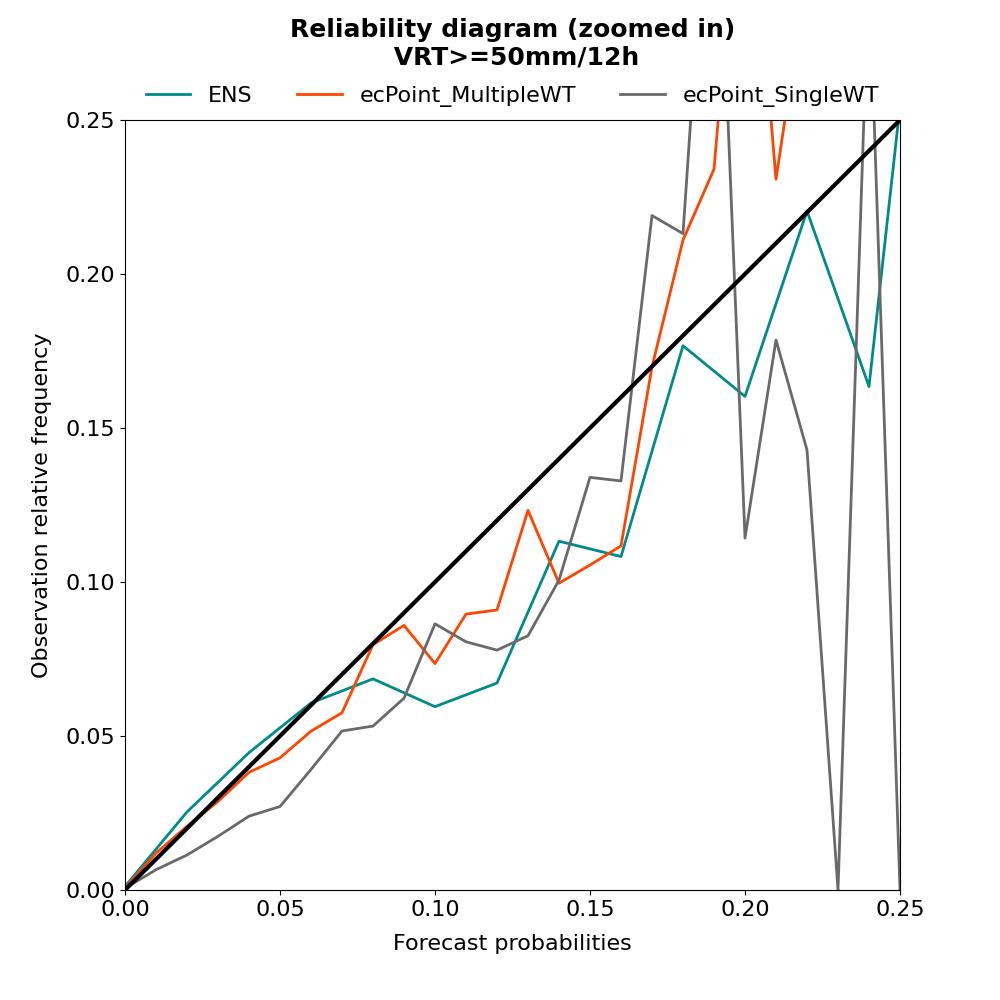 Reliability diagram (zoomed in)
VRT>=50mm/12h
ENS ecPoint_MultipleWT ecPoint_SingleWT
0.25
0.20
0.15
0.10
0.05
0.00
Observation relative frequency
0.00 0.05 0.10 0.15 0.20 0.25
Forecast probabilities